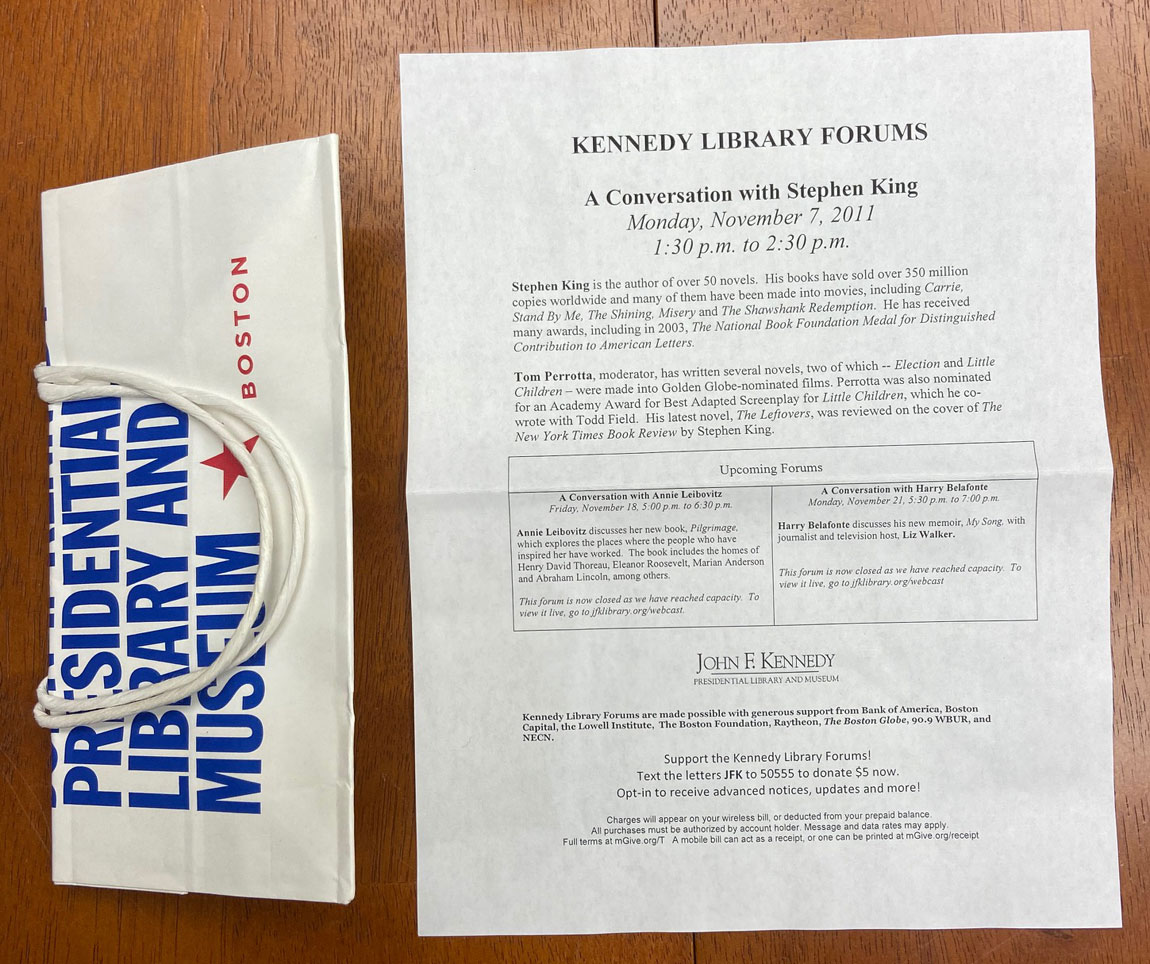 PRESIDENTIAL
LIBRARY AND
MUSEUM
BOSTON
KENNEDY LIBRARY FORUMS
A Conversation with Stephen King
Monday, November 7, 2011
1:30 p.m. to 2:30 p.m.
Stephen King is the author of over 50 novels. His books have sold over 350 million
copies worldwide and many of them have been made into movies, including Carrie,
Stand By Me, The Shining, Misery and The Shawshank Redemption. He has received
many awards, including in 2003, The National Book Foundation Medal for Distinguished
Contribution to American Letters.
Tom Perrotta, moderator, has written several novels, two of which -- Election and Little
Children – were made into Golden Globe-nominated films. Perrotta was also nominated
for an Academy Award for Best Adapted Screenplay for Little Children, which he co-
wrote with Todd Field. His latest novel, The Leftovers, was reviewed on the cover of The
New York Times Book Review by Stephen King.
Upcoming Forums
A Conversation with Annie Leibovitz
Friday, November 18, 5:00 p.m. to 6:30 p.m.
Annie Leibovitz discusses her new book, Pilgrimage,
which explores the places where the people who have
inspired her have worked. The book includes the homes of
Henry David Thoreau, Eleanor Roosevelt, Marian Anderson
and Abraham Lincoln, among others.
This forum is now closed as we have reached capacity. To
view it live, go to jfklibrary.org/webcast.
A Conversation with Harry Belafonte
Monday, November 21, 5:30 p.m. to 7:00 p.m.
Harry Belafonte discusses his new memoir, My Song, with
journalist and television host, Liz Walker.
This forum is now closed as we have reached capacity. To
view it live, go to jfklibrary.org/webcast
JOHN F. KENNEDY
PRESIDENTIAL LIBRARY AND MUSEUM
Kennedy Library Forums are made possible with generous support from Bank of America, Boston
Capital, the Lowell Institute, The Boston Foundation, Raytheon, The Boston Globe, 90.9 WBUR, and
NECN.
Support the Kennedy Library Forums!
Text the letters JFK to 50555 to donate $5 now.
Opt-in to receive advanced notices, updates and more!
Charges will appear on your wireless bill, or deducted from your prepaid balance.
All purchases must be authorized by account holder. Message and data rates may apply.
Full terms at mGive.org/T A mobile bill can act as a receipt, or one can be printed at mGive.org/receipt